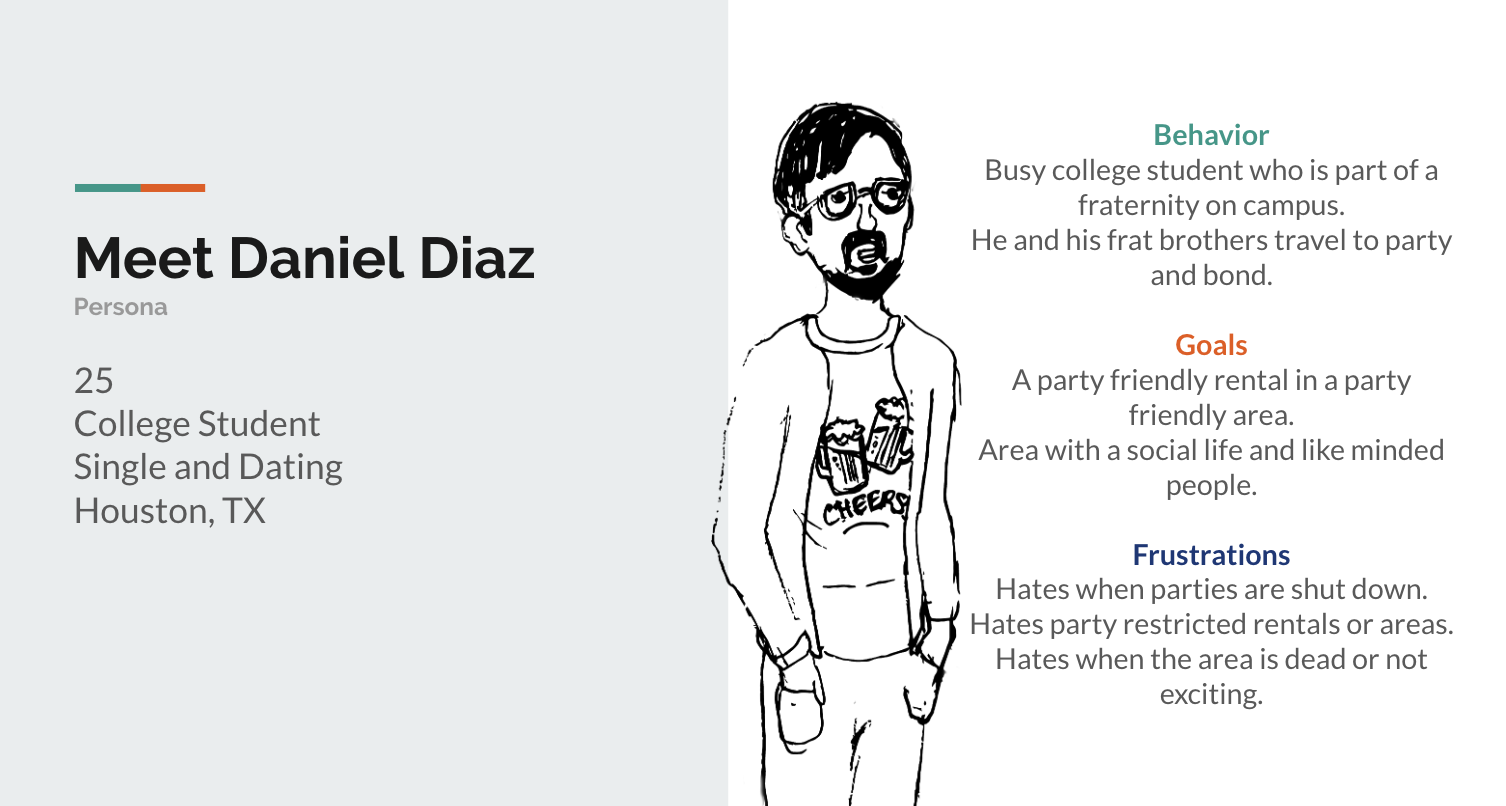 Meet Daniel Diaz
Persona
25
College Student
Single and Dating
Houston, TX
CHEERS!
Behavior
Busy college student who is part of a
fraternity on campus.
He and his frat brothers travel to party
and bond.
Goals
A party friendly rental in a party
friendly area.
Area with a social life and like minded
people.
Frustrations
Hates when parties are shut down.
Hates party restricted rentals or areas.
Hates when the area is dead or not
exciting.